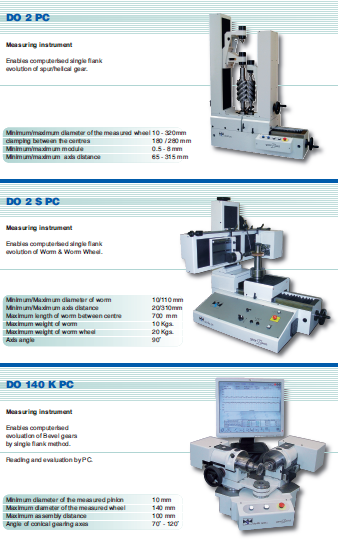 DO 2 PC
Measuring instrument
Enables computerised single flank
evolution of spur/helical gear.
Minimum/maximum diameter of the measured wheel 10 - 320mm
clamping between the centres 180 / 280 mm
Minimum/maximum module 0.5 - 8 mm
Minimum/maximum axis distance 65 - 315 mm
DO 2 S PC
Measuring instrument
Enables computerised single flank
evolution of Worm & Worm Wheel.
Minimum/Maximum diameter of worm 10/110 mm
Minimum/Maximum axis distance 20/310mm
Maximum length of worm between centre 700 mm
Maximum weight of worm 10 Kgs.
Maximum weight of worm wheel 20 Kgs.
Axis angle 90˚
DO 140 K PC
Measuring instrument
Enables computerised
evoluation of Bevel gears
by single flank method.
Reading and evaluation by PC.
Minimum diameter of the measured pinion 10 mm
Maximum diameter of the measured wheel 140 mm
Maximum assembly distance 100 mm
Angle of conical gearing axes 70˚ - 120˚